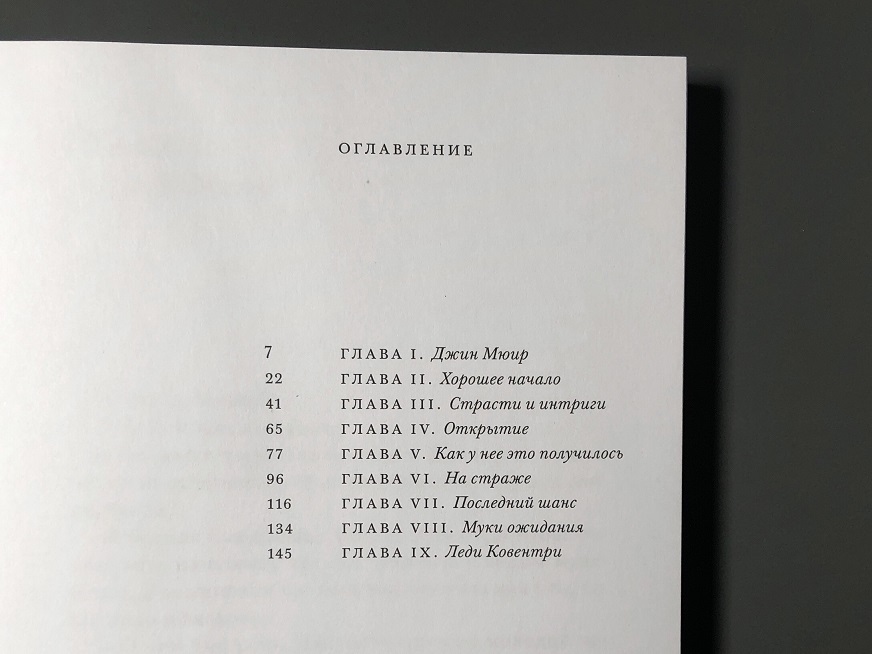 ОГЛАВЛЕНИЕ
7 ГЛАВА I. Джин Мюир
22 ГЛАВА II. Хорошее начало
41 ГЛАВА III. Страсти и интриги
65 ГЛАВА IV. Открытие
77 ГЛАВА V. Как у нее это получилось
96 ГЛАВА VI. На страже
116 ГЛАВА VII. Последний шанс
134 ГЛАВА VIII. Муки ожидания
145 ГЛАВА IX. Леди Ковентри